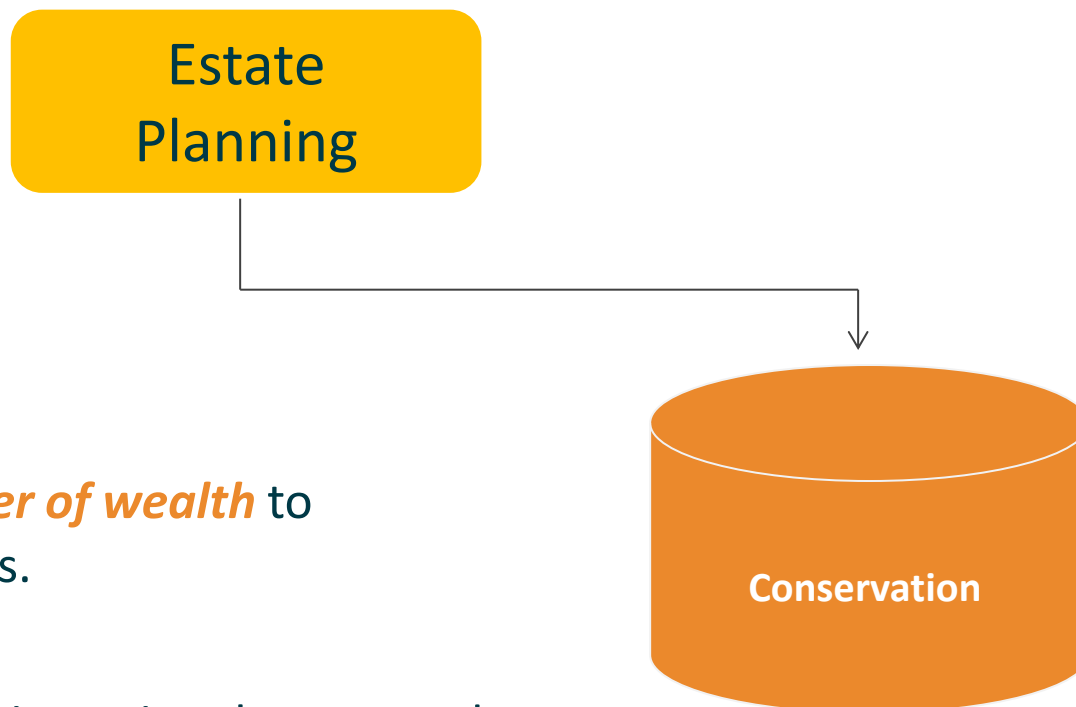 Estate
Planning
er of wealth to
s.
Conservation